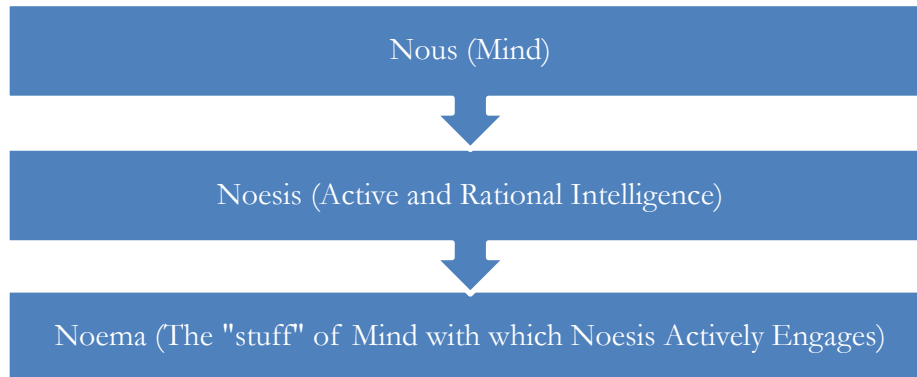 Nous (Mind)
Noesis (Active and Rational Intelligence)
Noema (The "stuff" of Mind with which Noesis Actively Engages)